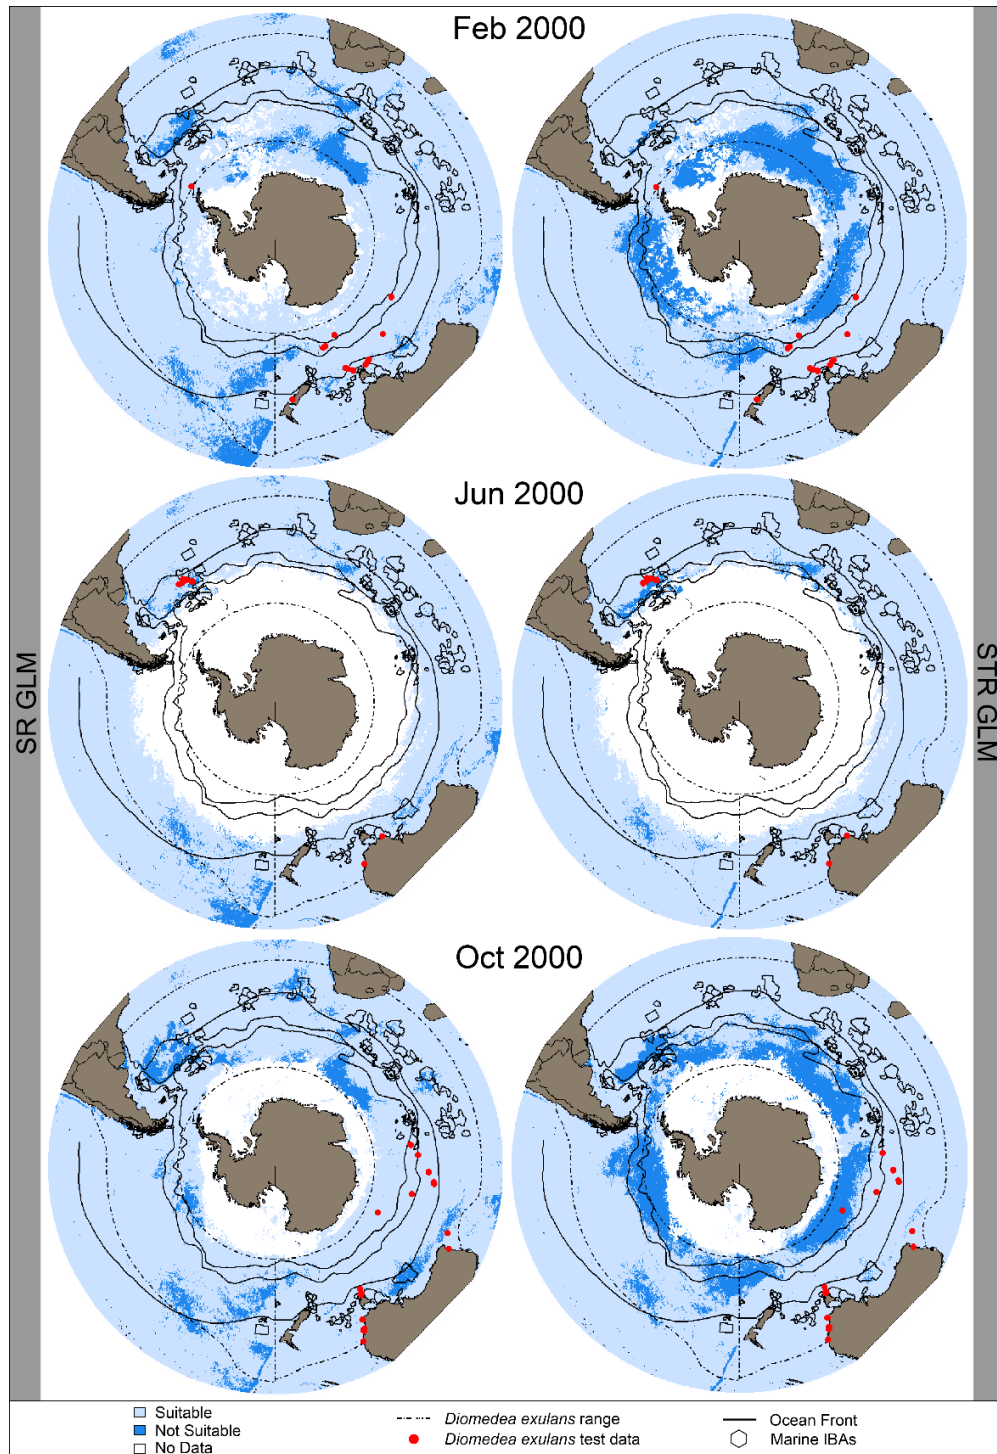 Feb 2000
Jun 2000
SR GLM
STR GLM
Oct 2000
Suitable
Not Suitable
No Data
Diomedea exulans range
Diomedea exulans test data
Ocean Front
Marine IBAs